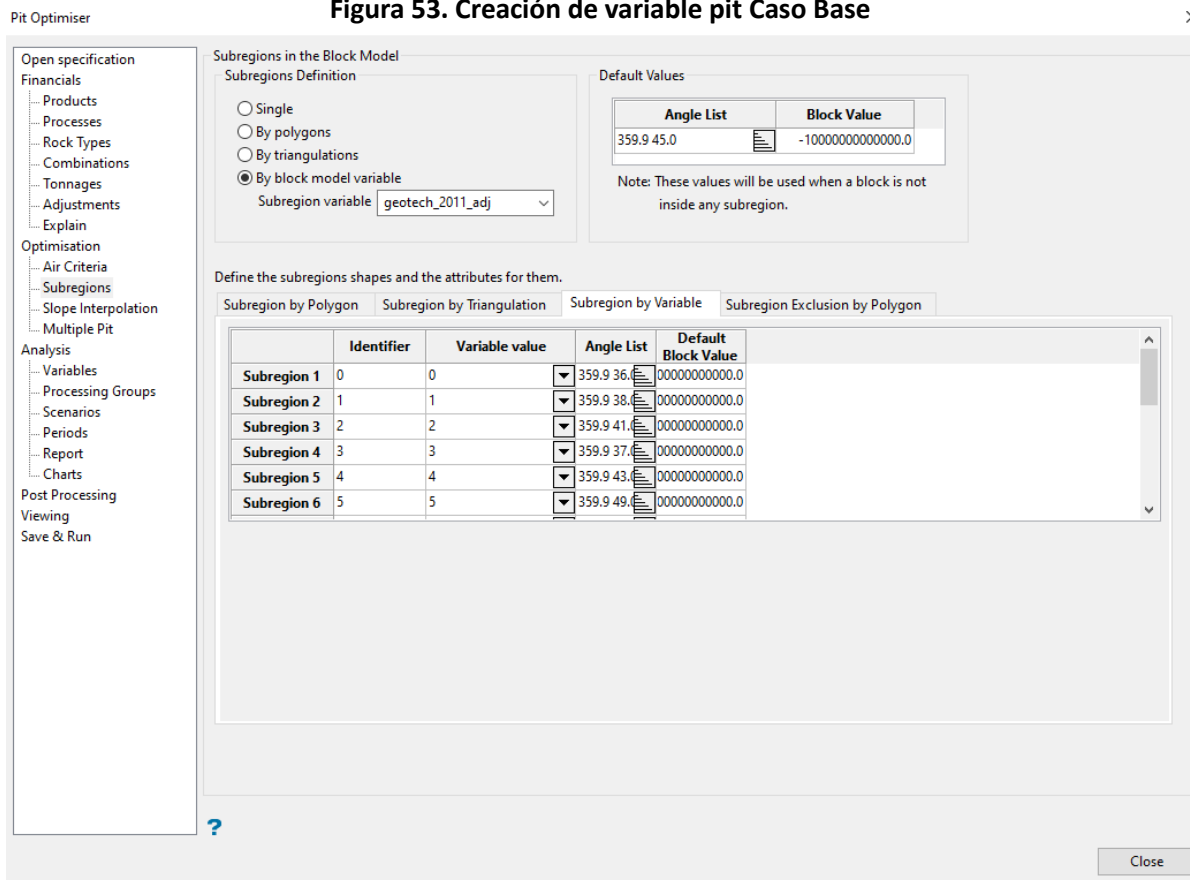 Figura 53. Creación de variable pit Caso Base
Pit Optimiser
Open specification
Financials
Products
Processes
Rock Types
Combinations
Tonnages
Adjustments
Explain
Optimisation
Air Criteria
Subregions
Slope Interpolation
Multiple Pit
Analysis
Variables
Processing Groups
Scenarios
Periods
Report
Charts
Post Processing
Viewing
Save & Run
Subregions in the Block Model
Subregions Definition
Single
By polygons
By triangulations
By block model variable
Subregion variable geotech_2011_adj
Default Values
Angle List Block Value
359.9 45.0 -10000000000000.0
Note: These values will be used when a block is not
inside any subregion.
Define the subregions shapes and the attributes for them.
Subregion by Polygon Subregion by Triangulation Subregion by Variable Subregion Exclusion by Polygon
Identifier Variable value Angle List Default
Block Value
Subregion 1 0 0 359.9 36. 00000000000.0
Subregion 2 1 1 359.9 38. 00000000000.0
Subregion 3 2 2 359.9 41. 00000000000.0
Subregion 4 3 3 359.9 37. 00000000000.0
Subregion 5 4 4 359.9 43. 00000000000.0
Subregion 6 5 5 359.9 49. 00000000000.0
?
Close